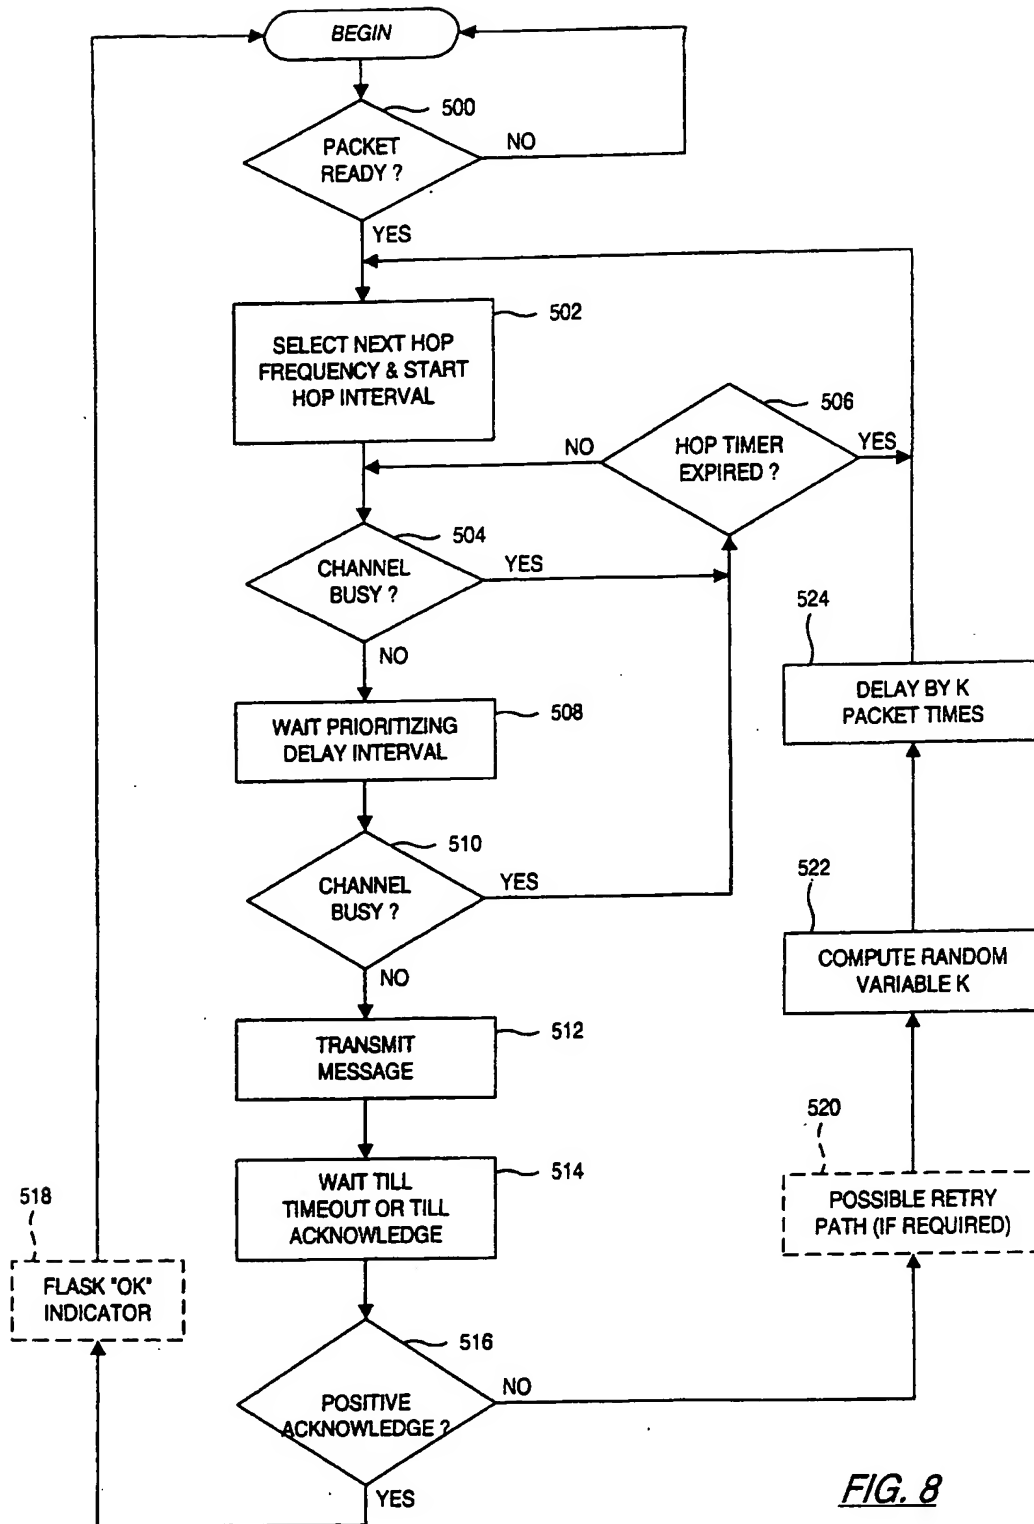 BEGIN
500
PACKET
READY ?
NO
YES
502
SELECT NEXT HOP
FREQUENCY & START
HOP INTERVAL
506
NO
HOP TIMER
EXPIRED ?
YES
504
CHANNEL
BUSY ?
YES
NO
524
DELAY BY K
PACKET TIMES
508
WAIT PRIORITIZING
DELAY INTERVAL
510
CHANNEL
BUSY ?
YES
NO
522
COMPUTE RANDOM
VARIABLE K
512
TRANSMIT
MESSAGE
520
POSSIBLE RETRY
PATH (IF REQUIRED)
514
WAIT TILL
TIMEOUT OR TILL
ACKNOWLEDGE
518
FLASK "OK"
INDICATOR
516
POSITIVE
ACKNOWLEDGE ?
NO
YES
FIG. 8